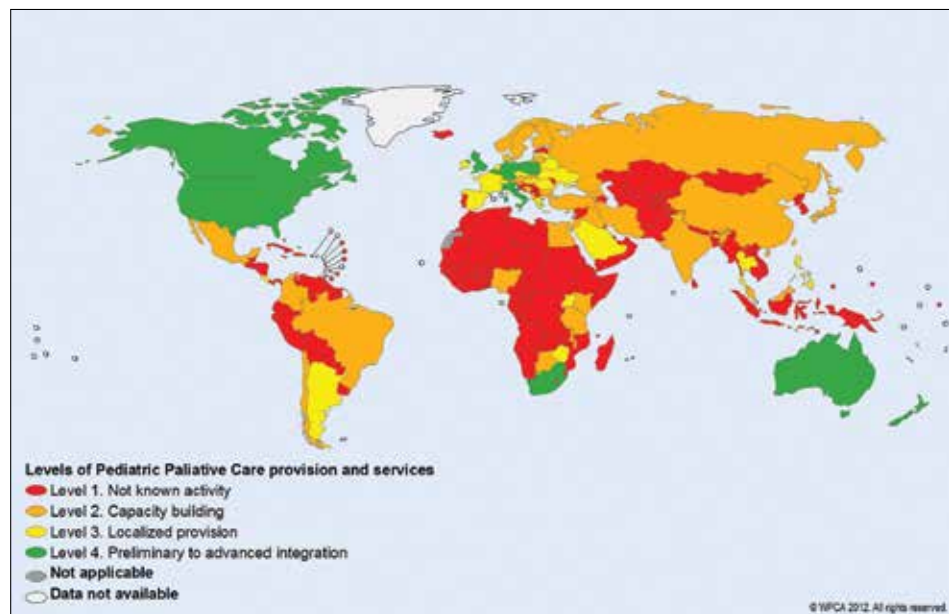 Levels of Pediatric Paliative Care provision and services
Level 1. Not known activity
Level 2. Capacity building
Level 3. Localized provision
Level 4. Preliminary to advanced integration
Not applicable
Data not available
© WPCA 2012. All rights reserved.